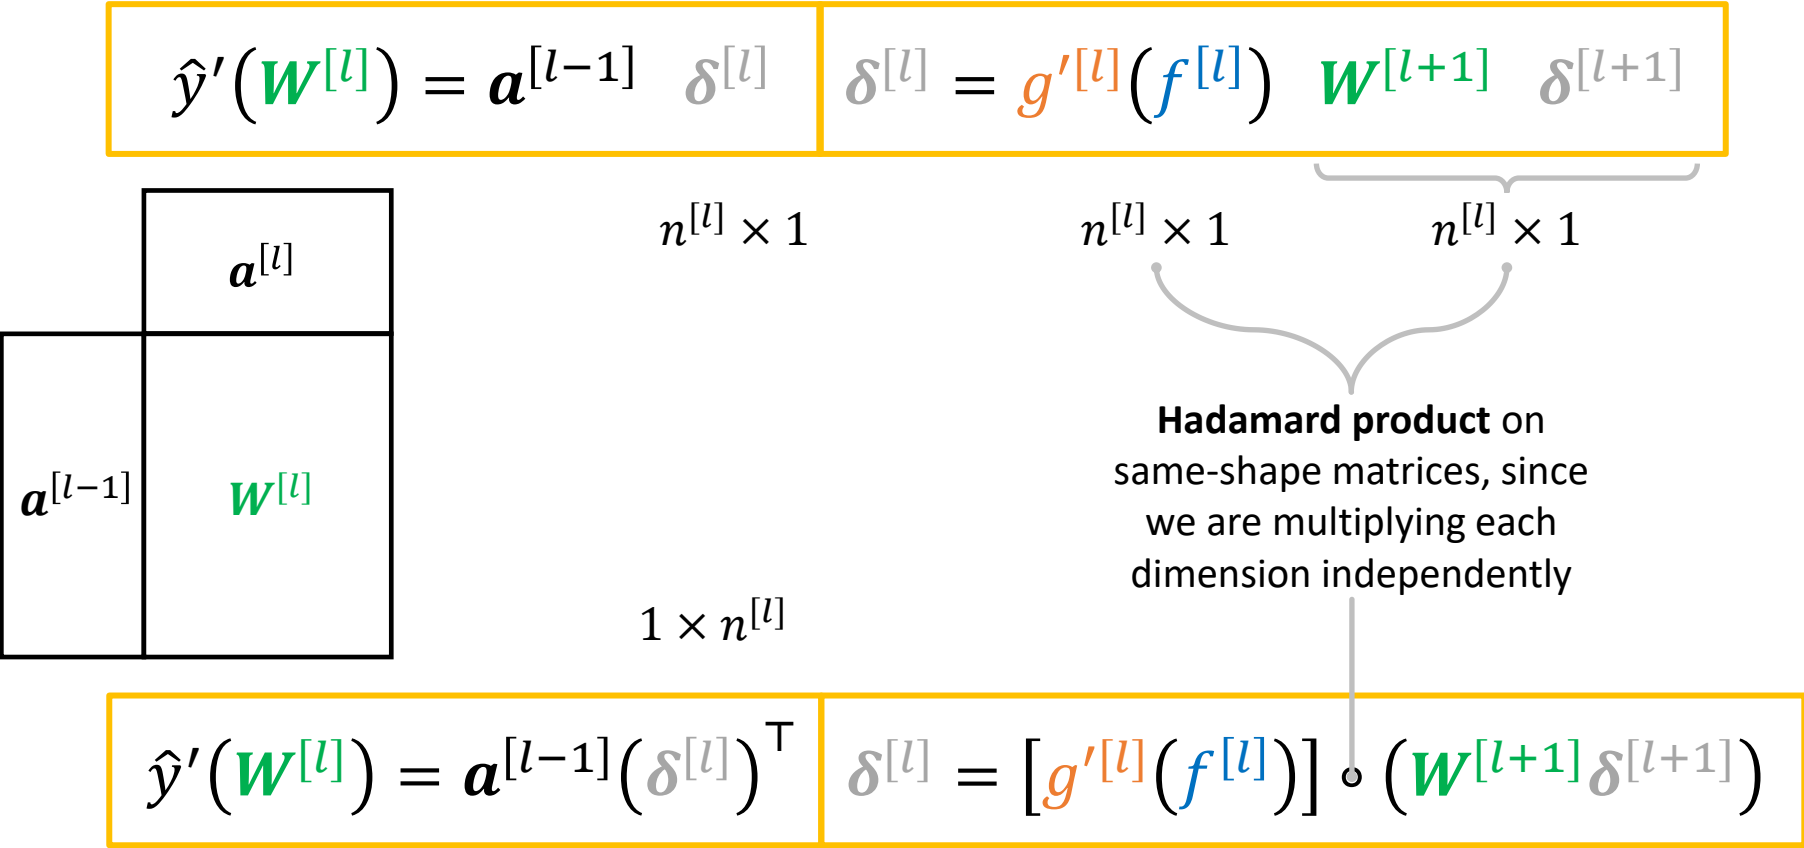 ŷ′(W^[l]) = a^[l−1] δ^[l]
δ^[l] = g′^[l](f^[l]) W^[l+1] δ^[l+1]
n^[l] × 1
n^[l] × 1
n^[l] × 1
a^[l]
a^[l−1]
W^[l]
Hadamard product on
same-shape matrices, since
we are multiplying each
dimension independently
1 × n^[l]
ŷ′(W^[l]) = a^[l−1](δ^[l])^⊤
δ^[l] = [g′^[l](f^[l])] ∘ (W^[l+1]δ^[l+1])